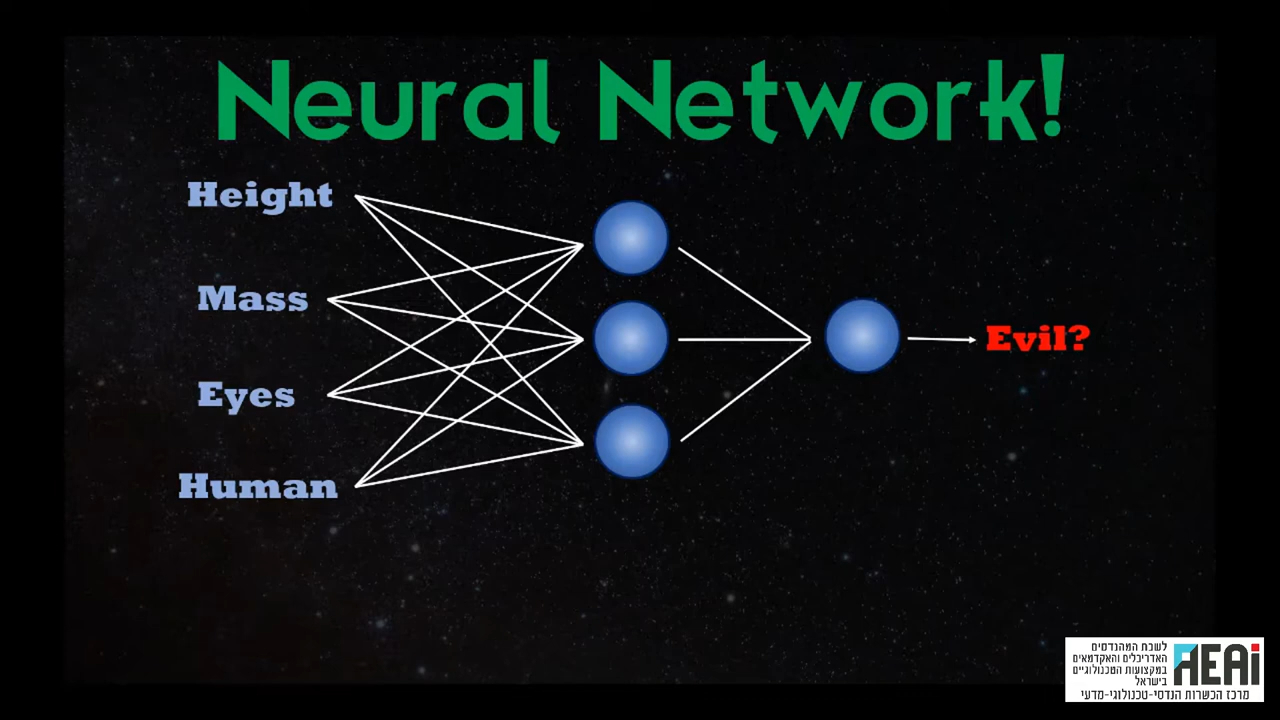 Neural Network!
Height
Mass
Eyes
Human
Evil?
לשכת המהנדסים
האדריכלים והאקדמאים
במקצועות הטכנולוגיים
בישראל
AEAI
מרכז הכשרות הנדסי-טכנולוגי-מדעי